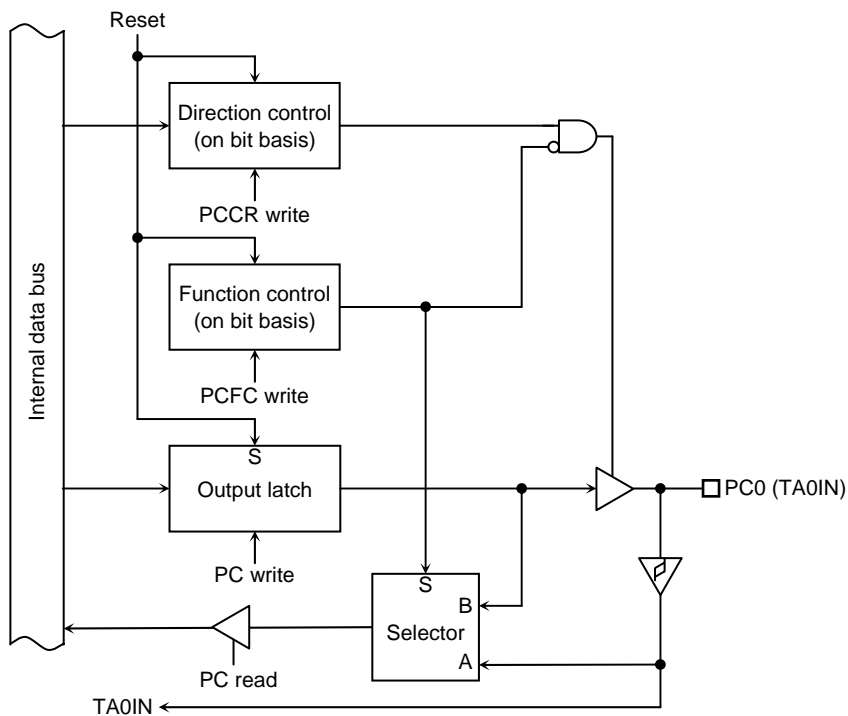 Reset
Direction control
(on bit basis)
PCCR write
Internal data bus
Function control
(on bit basis)
PCFC write
S
Output latch
PC0 (TA0IN)
PC write
S
B
Selector
A
PC read
TA0IN